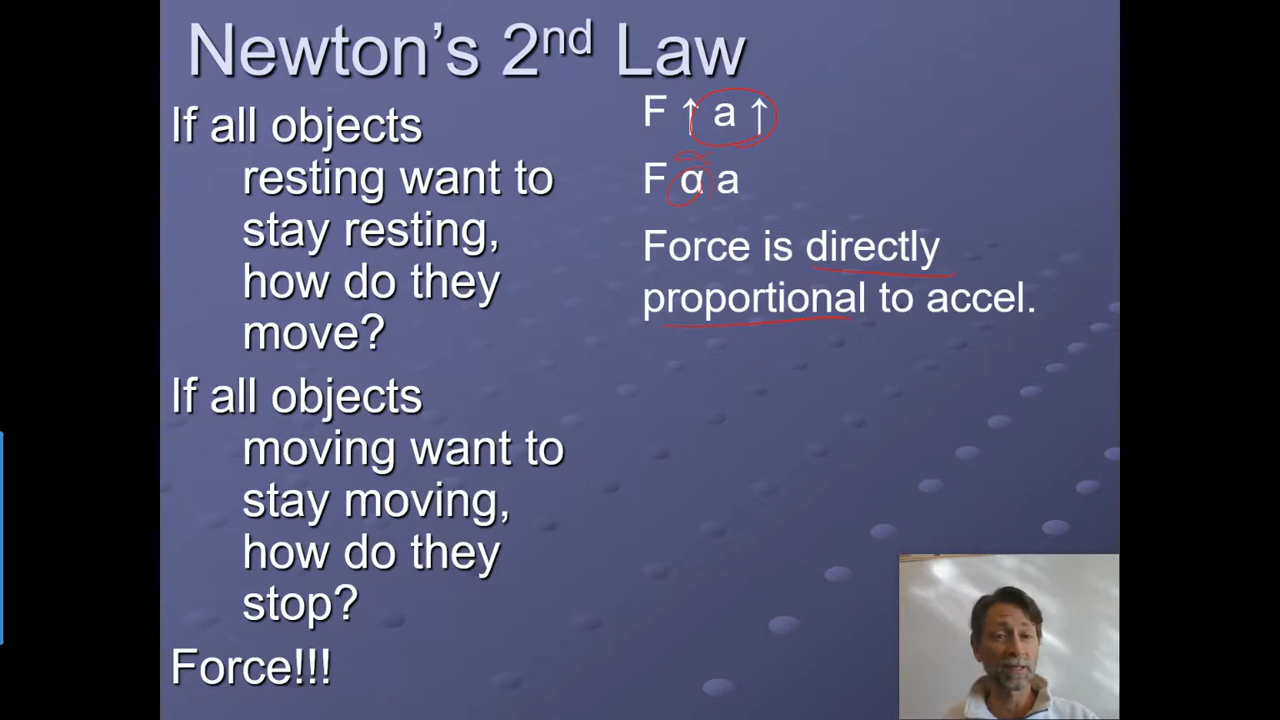 Newton's 2nd Law
If all objects
resting want to
stay resting,
how do they
move?
If all objects
moving want to
stay moving,
how do they
stop?
Force!!!
F ↑ a ↑
F α a
Force is directly
proportional to accel.